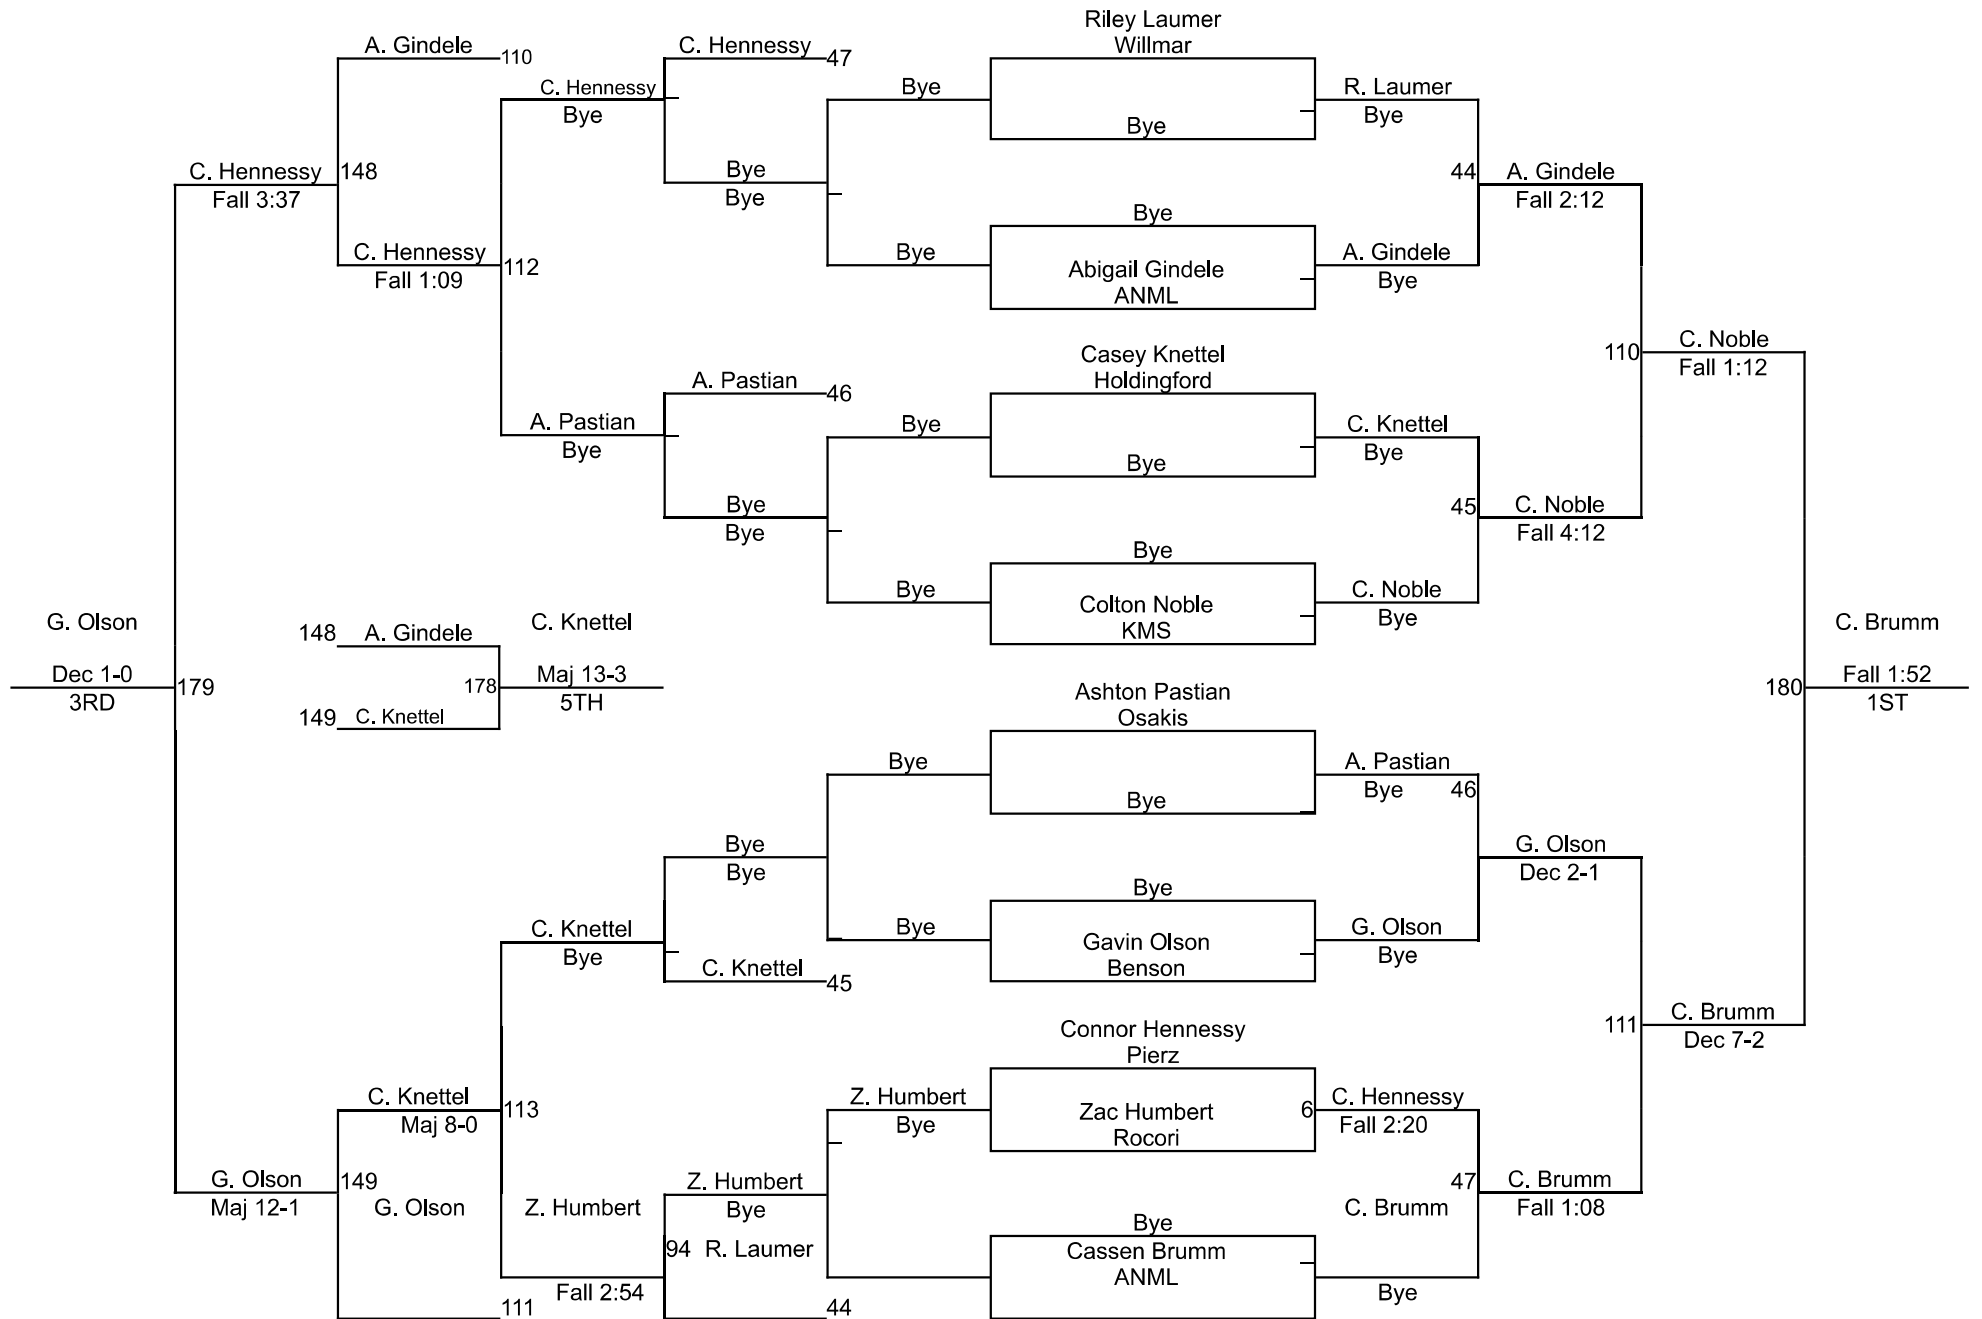 Riley Laumer
Willmar
A. Gindele
110
C. Hennessy
47
C. Hennessy
Bye
Bye
Bye
R. Laumer
Bye
C. Hennessy
148
Fall 3:37
Bye
Bye
44
A. Gindele
Fall 2:12
C. Hennessy
112
Fall 1:09
Bye
Bye
Abigail Gindele
ANML
A. Gindele
Bye
Casey Knettel
Holdingford
110
C. Noble
Fall 1:12
A. Pastian
46
A. Pastian
Bye
Bye
Bye
C. Knettel
Bye
Bye
Bye
45
C. Noble
Fall 4:12
Bye
Bye
Colton Noble
KMS
C. Noble
Bye
G. Olson
Dec 1-0
179
3RD
148
A. Gindele
C. Knettel
178
Maj 13-3
5TH
149
C. Knettel
C. Brumm
180
Fall 1:52
1ST
Ashton Pastian
Osakis
Bye
Bye
A. Pastian
Bye
46
Bye
Bye
G. Olson
Dec 2-1
Bye
Bye
Gavin Olson
Benson
G. Olson
Bye
C. Knettel
Bye
C. Knettel
45
Connor Hennessy
Pierz
111
C. Brumm
Dec 7-2
C. Knettel
113
Maj 8-0
Z. Humbert
Bye
Zac Humbert
Rocori
6
C. Hennessy
Fall 2:20
G. Olson
149
Maj 12-1
G. Olson
Z. Humbert
Z. Humbert
Bye
47
C. Brumm
C. Brumm
Fall 1:08
94
R. Laumer
Bye
Cassen Brumm
ANML
Fall 2:54
Bye
111
44